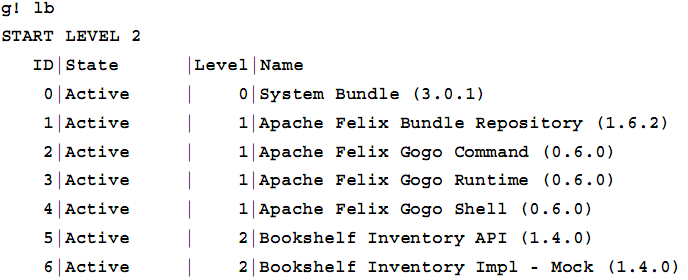 g! lb
START LEVEL 2
   ID|State      |Level|Name
    0|Active     |    0|System Bundle (3.0.1)
    1|Active     |    1|Apache Felix Bundle Repository (1.6.2)
    2|Active     |    1|Apache Felix Gogo Command (0.6.0)
    3|Active     |    1|Apache Felix Gogo Runtime (0.6.0)
    4|Active     |    1|Apache Felix Gogo Shell (0.6.0)
    5|Active     |    2|Bookshelf Inventory API (1.4.0)
    6|Active     |    2|Bookshelf Inventory Impl - Mock (1.4.0)